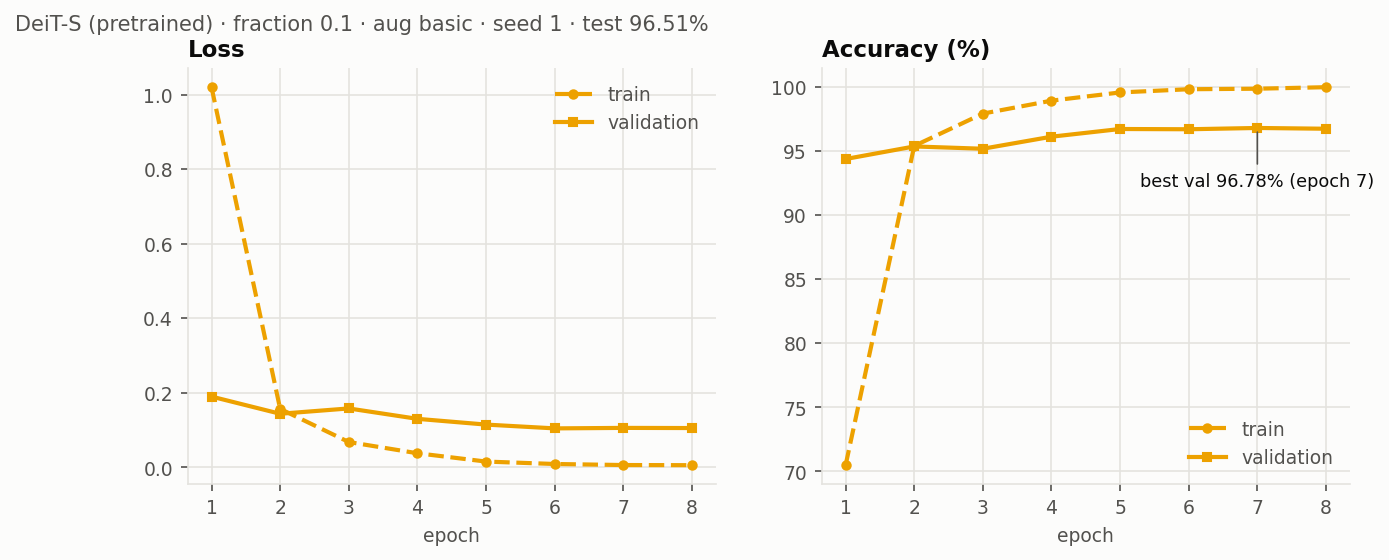 DeiT-S (pretrained) · fraction 0.1 · aug basic · seed 1 · test 96.51%
Loss
1.0
0.8
0.6
0.4
0.2
0.0
1 2 3 4 5 6 7 8
epoch
train
validation
Accuracy (%)
100
95
90
85
80
75
70
1 2 3 4 5 6 7 8
epoch
best val 96.78% (epoch 7)
train
validation